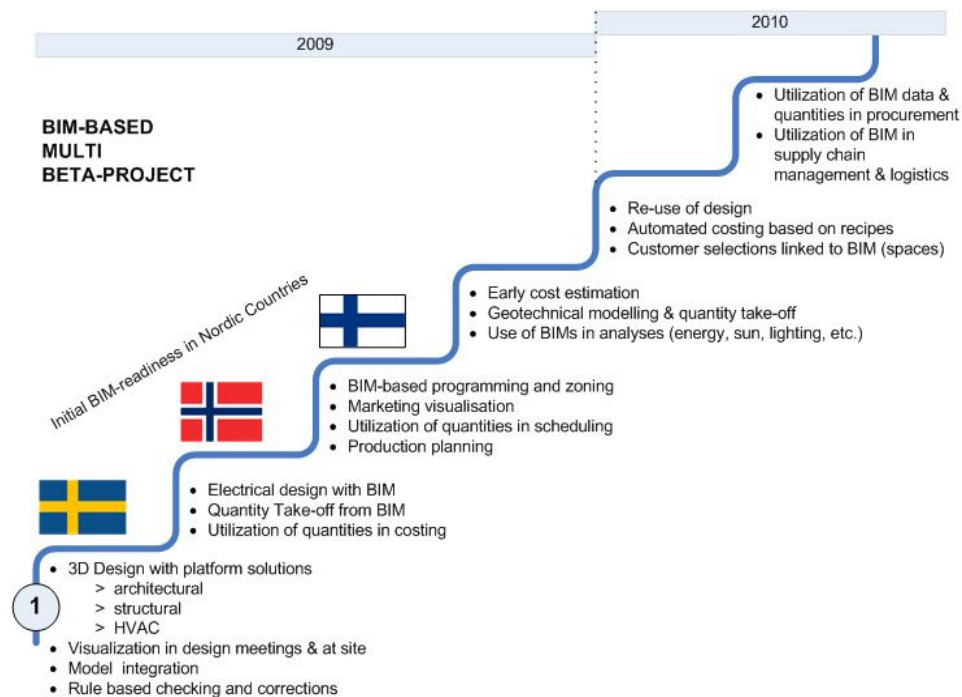 2009
2010
BIM-BASED
MULTI
BETA-PROJECT
• Utilization of BIM data &
quantities in procurement
• Utilization of BIM in
supply chain
management & logistics
• Re-use of design
• Automated costing based on recipes
• Customer selections linked to BIM (spaces)
Initial BIM-readiness in Nordic Countries
• Early cost estimation
• Geotechnical modelling & quantity take-off
• Use of BIMs in analyses (energy, sun, lighting, etc.)
• BIM-based programming and zoning
• Marketing visualisation
• Utilization of quantities in scheduling
• Production planning
• Electrical design with BIM
• Quantity Take-off from BIM
• Utilization of quantities in costing
1
• 3D Design with platform solutions
> architectural
> structural
> HVAC
• Visualization in design meetings & at site
• Model integration
• Rule based checking and corrections